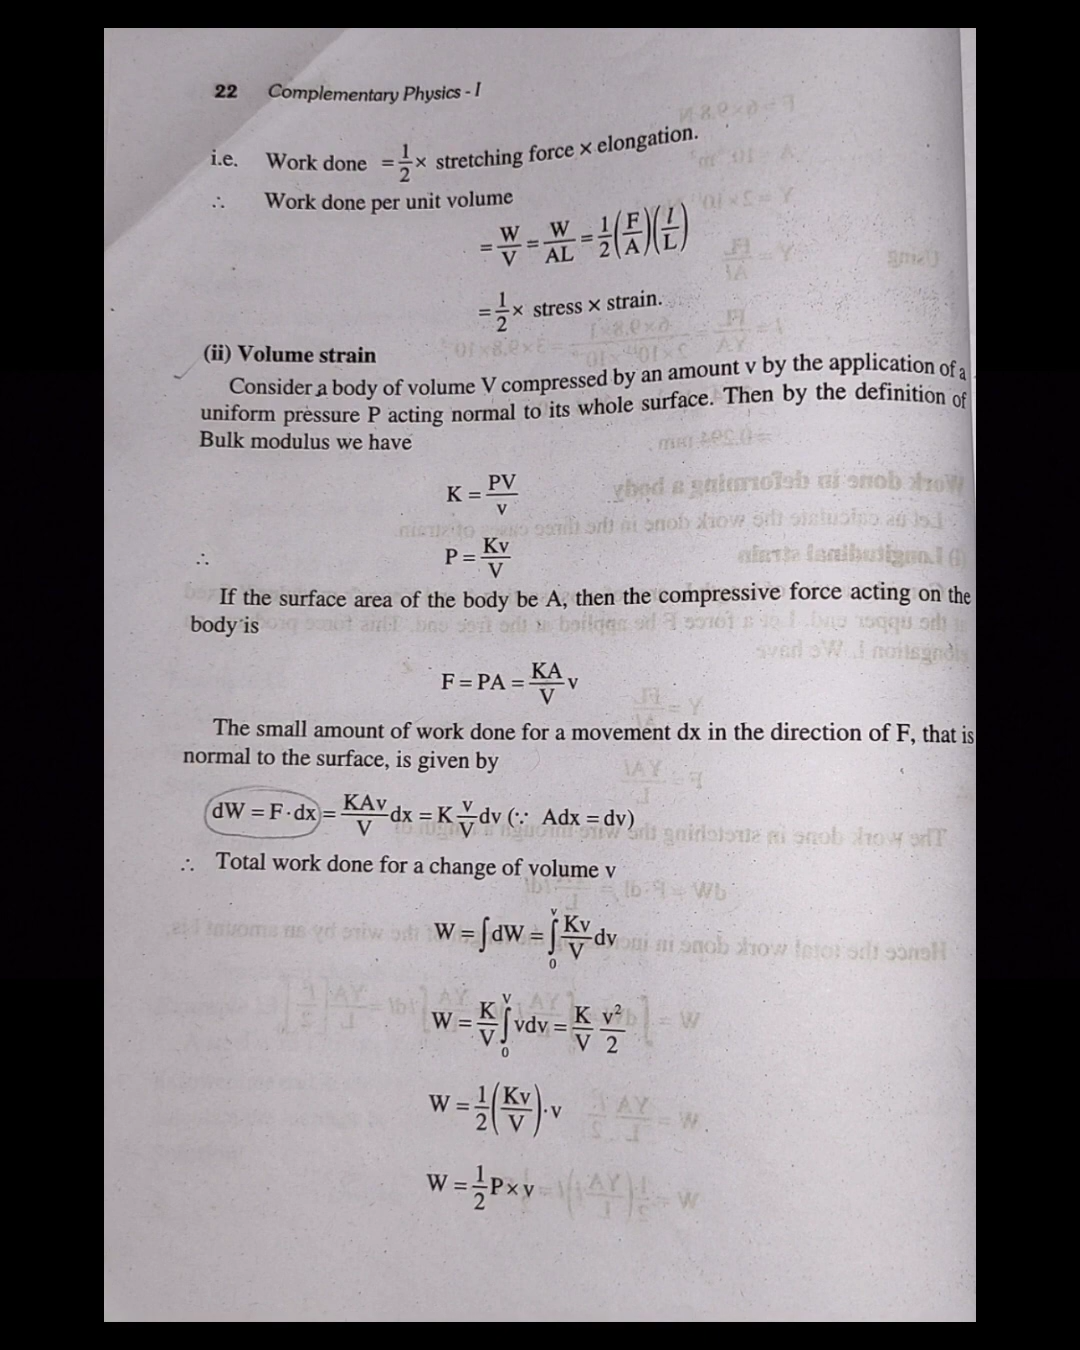 22 Complementary Physics - I
i.e. Work done = 1/2 × stretching force × elongation.
∴ Work done per unit volume
= W/V = W/AL = 1/2 (F/A)(l/L)
= 1/2 × stress × strain.
(ii) Volume strain
Consider a body of volume V compressed by an amount v by the application of a
uniform pressure P acting normal to its whole surface. Then by the definition of
Bulk modulus we have
K = PV/v
∴ P = Kv/V
If the surface area of the body be A, then the compressive force acting on the
body is
F = PA = KA/V v
The small amount of work done for a movement dx in the direction of F, that is
normal to the surface, is given by
dW = F·dx = KAv/V dx = K v/V dv (∵ Adx = dv)
∴ Total work done for a change of volume v
W = ∫dW = ∫₀ᵛ Kv/V dv
W = K/V ∫₀ᵛ vdv = K/V v²/2
W = 1/2 (Kv/V)·v
W = 1/2 P × v